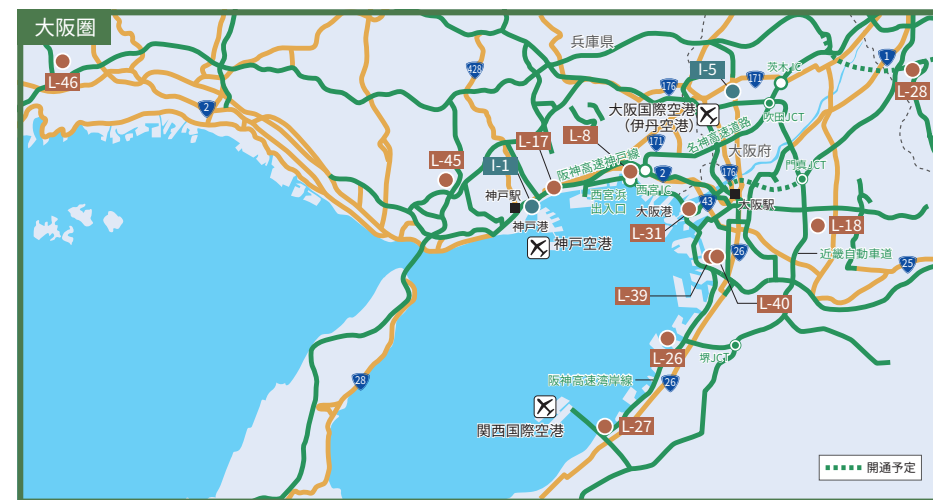 大阪圏
兵庫県
1
L-46
428
I-5
171
茨木JC
L-28
176
2
大阪国際空港
(伊丹空港)
吹田JCT
L-17
L-8
171
名神高速道路
大阪府
L-45
I-1
阪神高速神戸線
2
176
門真JCT
神戸駅
西宮浜
出入口
西宮JC
43
大阪駅
大阪港
神戸港
L-31
L-18
神戸空港
26
近畿自動車道
25
L-39
L-40
L-26
堺JCT
28
阪神高速湾岸線
26
関西国際空港
L-27
開通予定